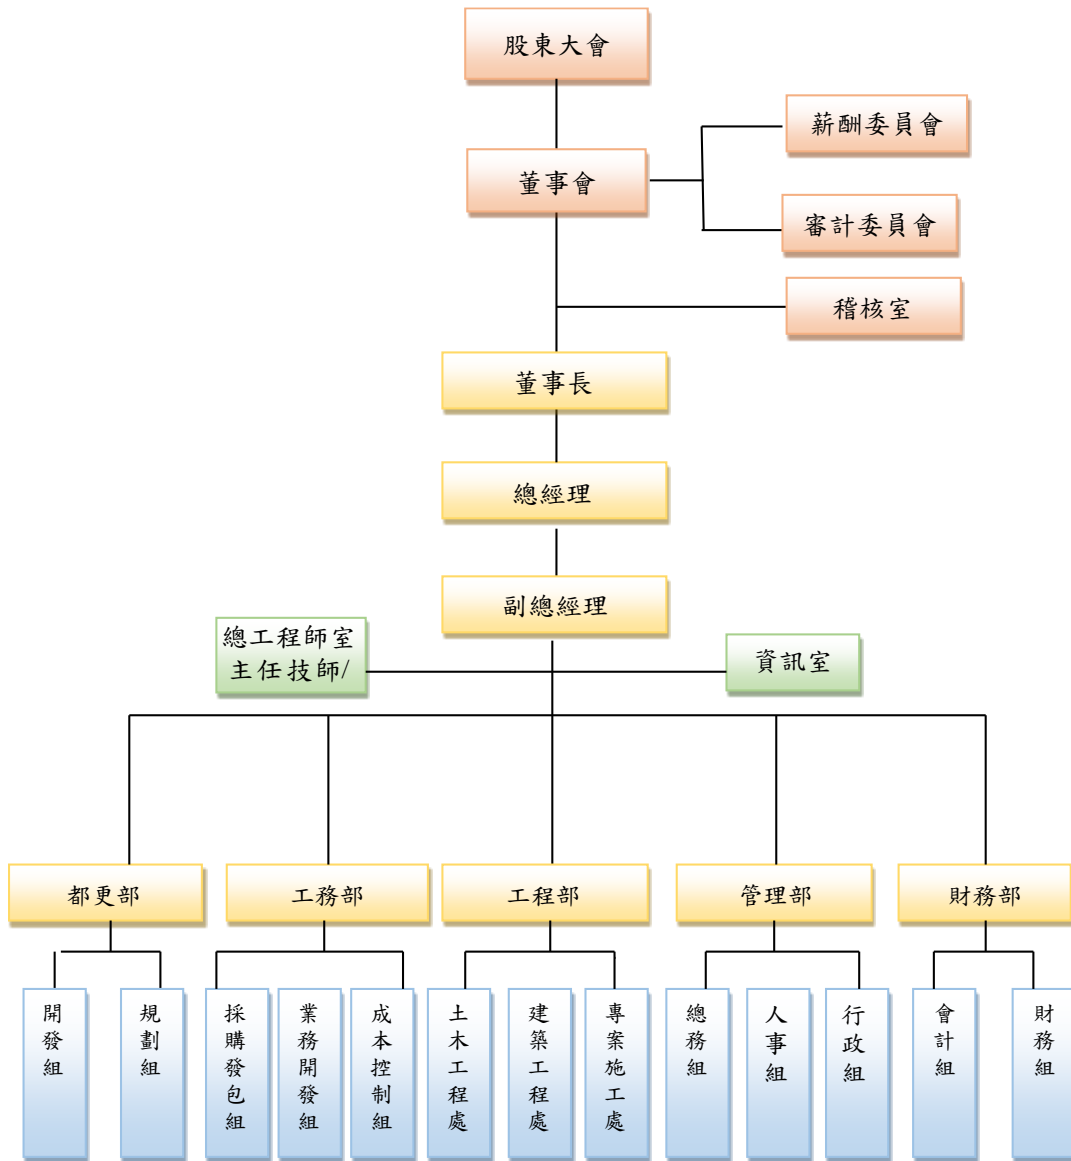 股東大會
薪酬委員會
董事會
審計委員會
稽核室
董事長
總經理
副總經理
總工程師室
主任技師/
資訊室
都更部
工務部
工程部
管理部
財務部
開發組
規劃組
採購發包組
業務開發組
成本控制組
土木工程處
建築工程處
專案施工處
總務組
人事組
行政組
會計組
財務組